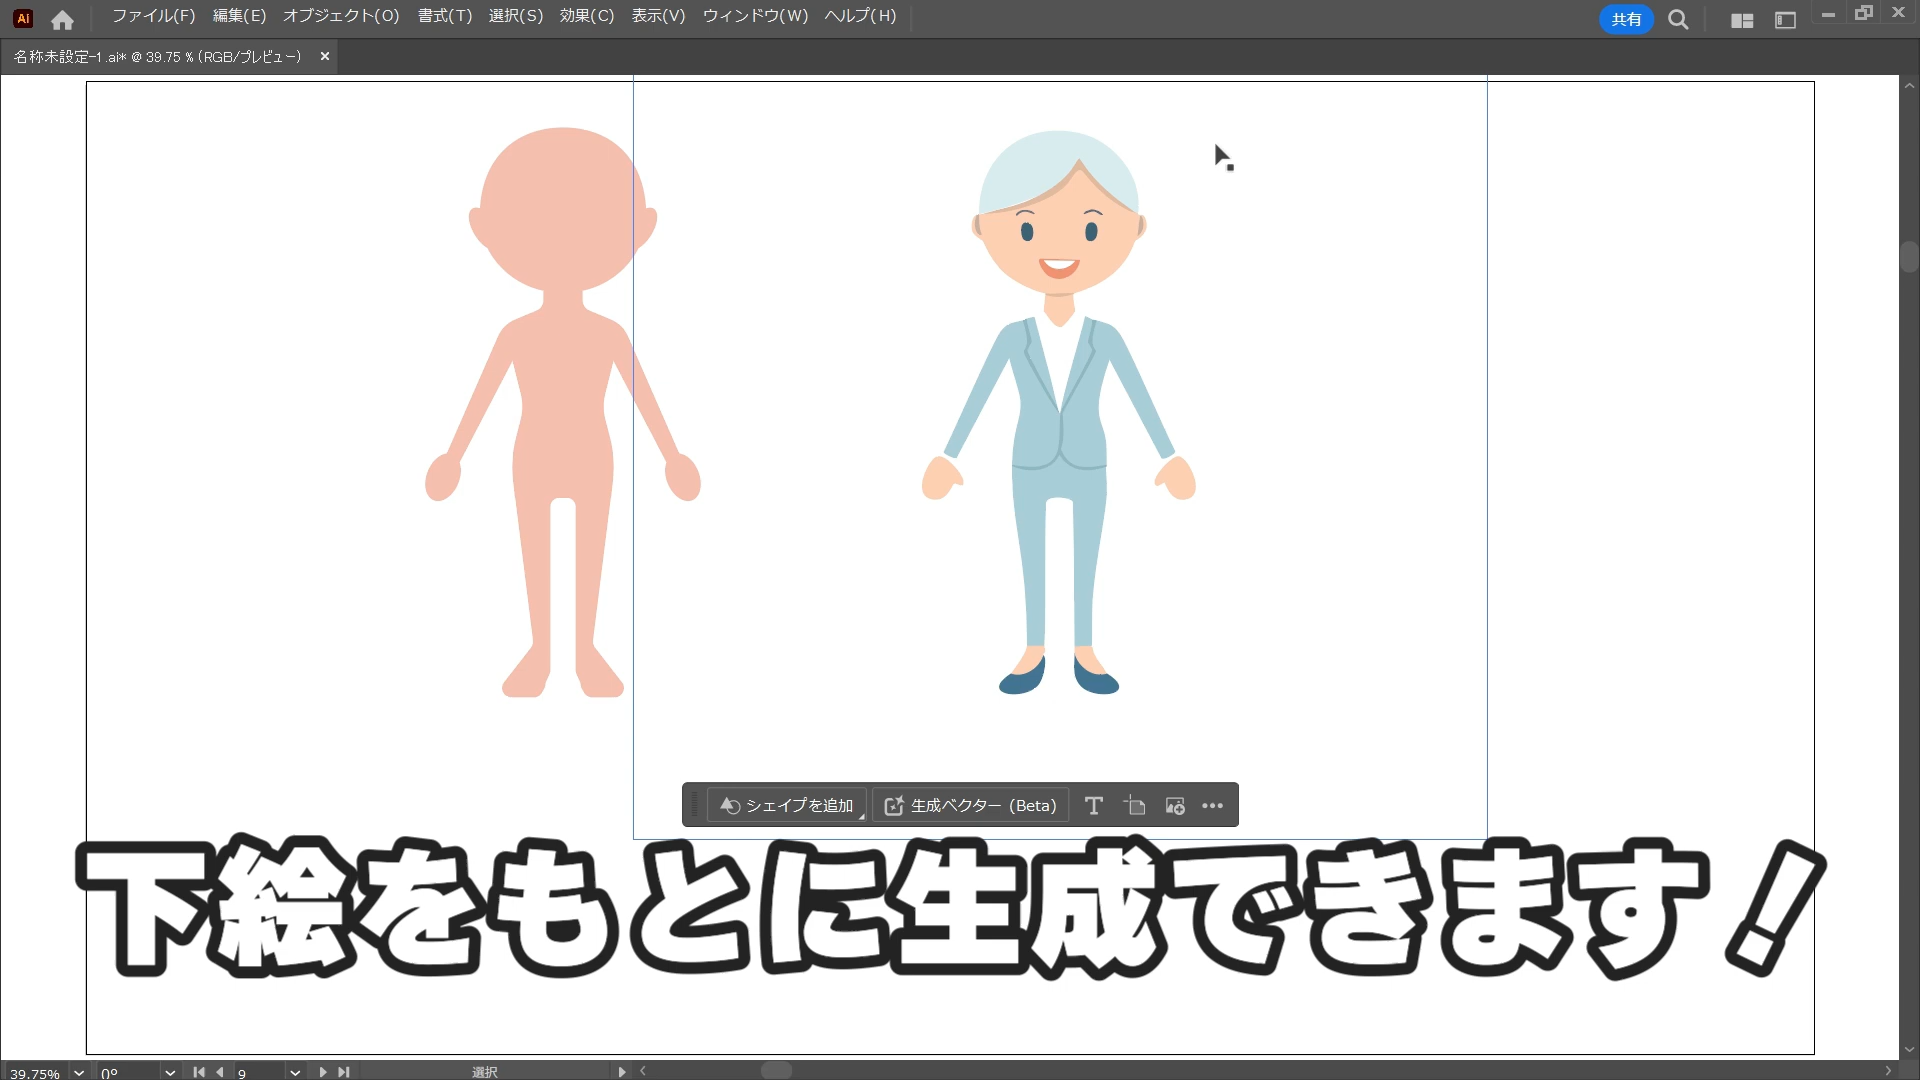 Ai ファイル(F) 編集(E) オブジェクト(O) 書式(T) 選択(S) 効果(C) 表示(V) ウィンドウ(W) ヘルプ(H) 共有
名称未設定-1.ai* @ 39.75 % (RGB/プレビュー) ×
シェイプを追加 生成ベクター (Beta) T
下絵をもとに生成できます！
39.75% 0° 9 選択